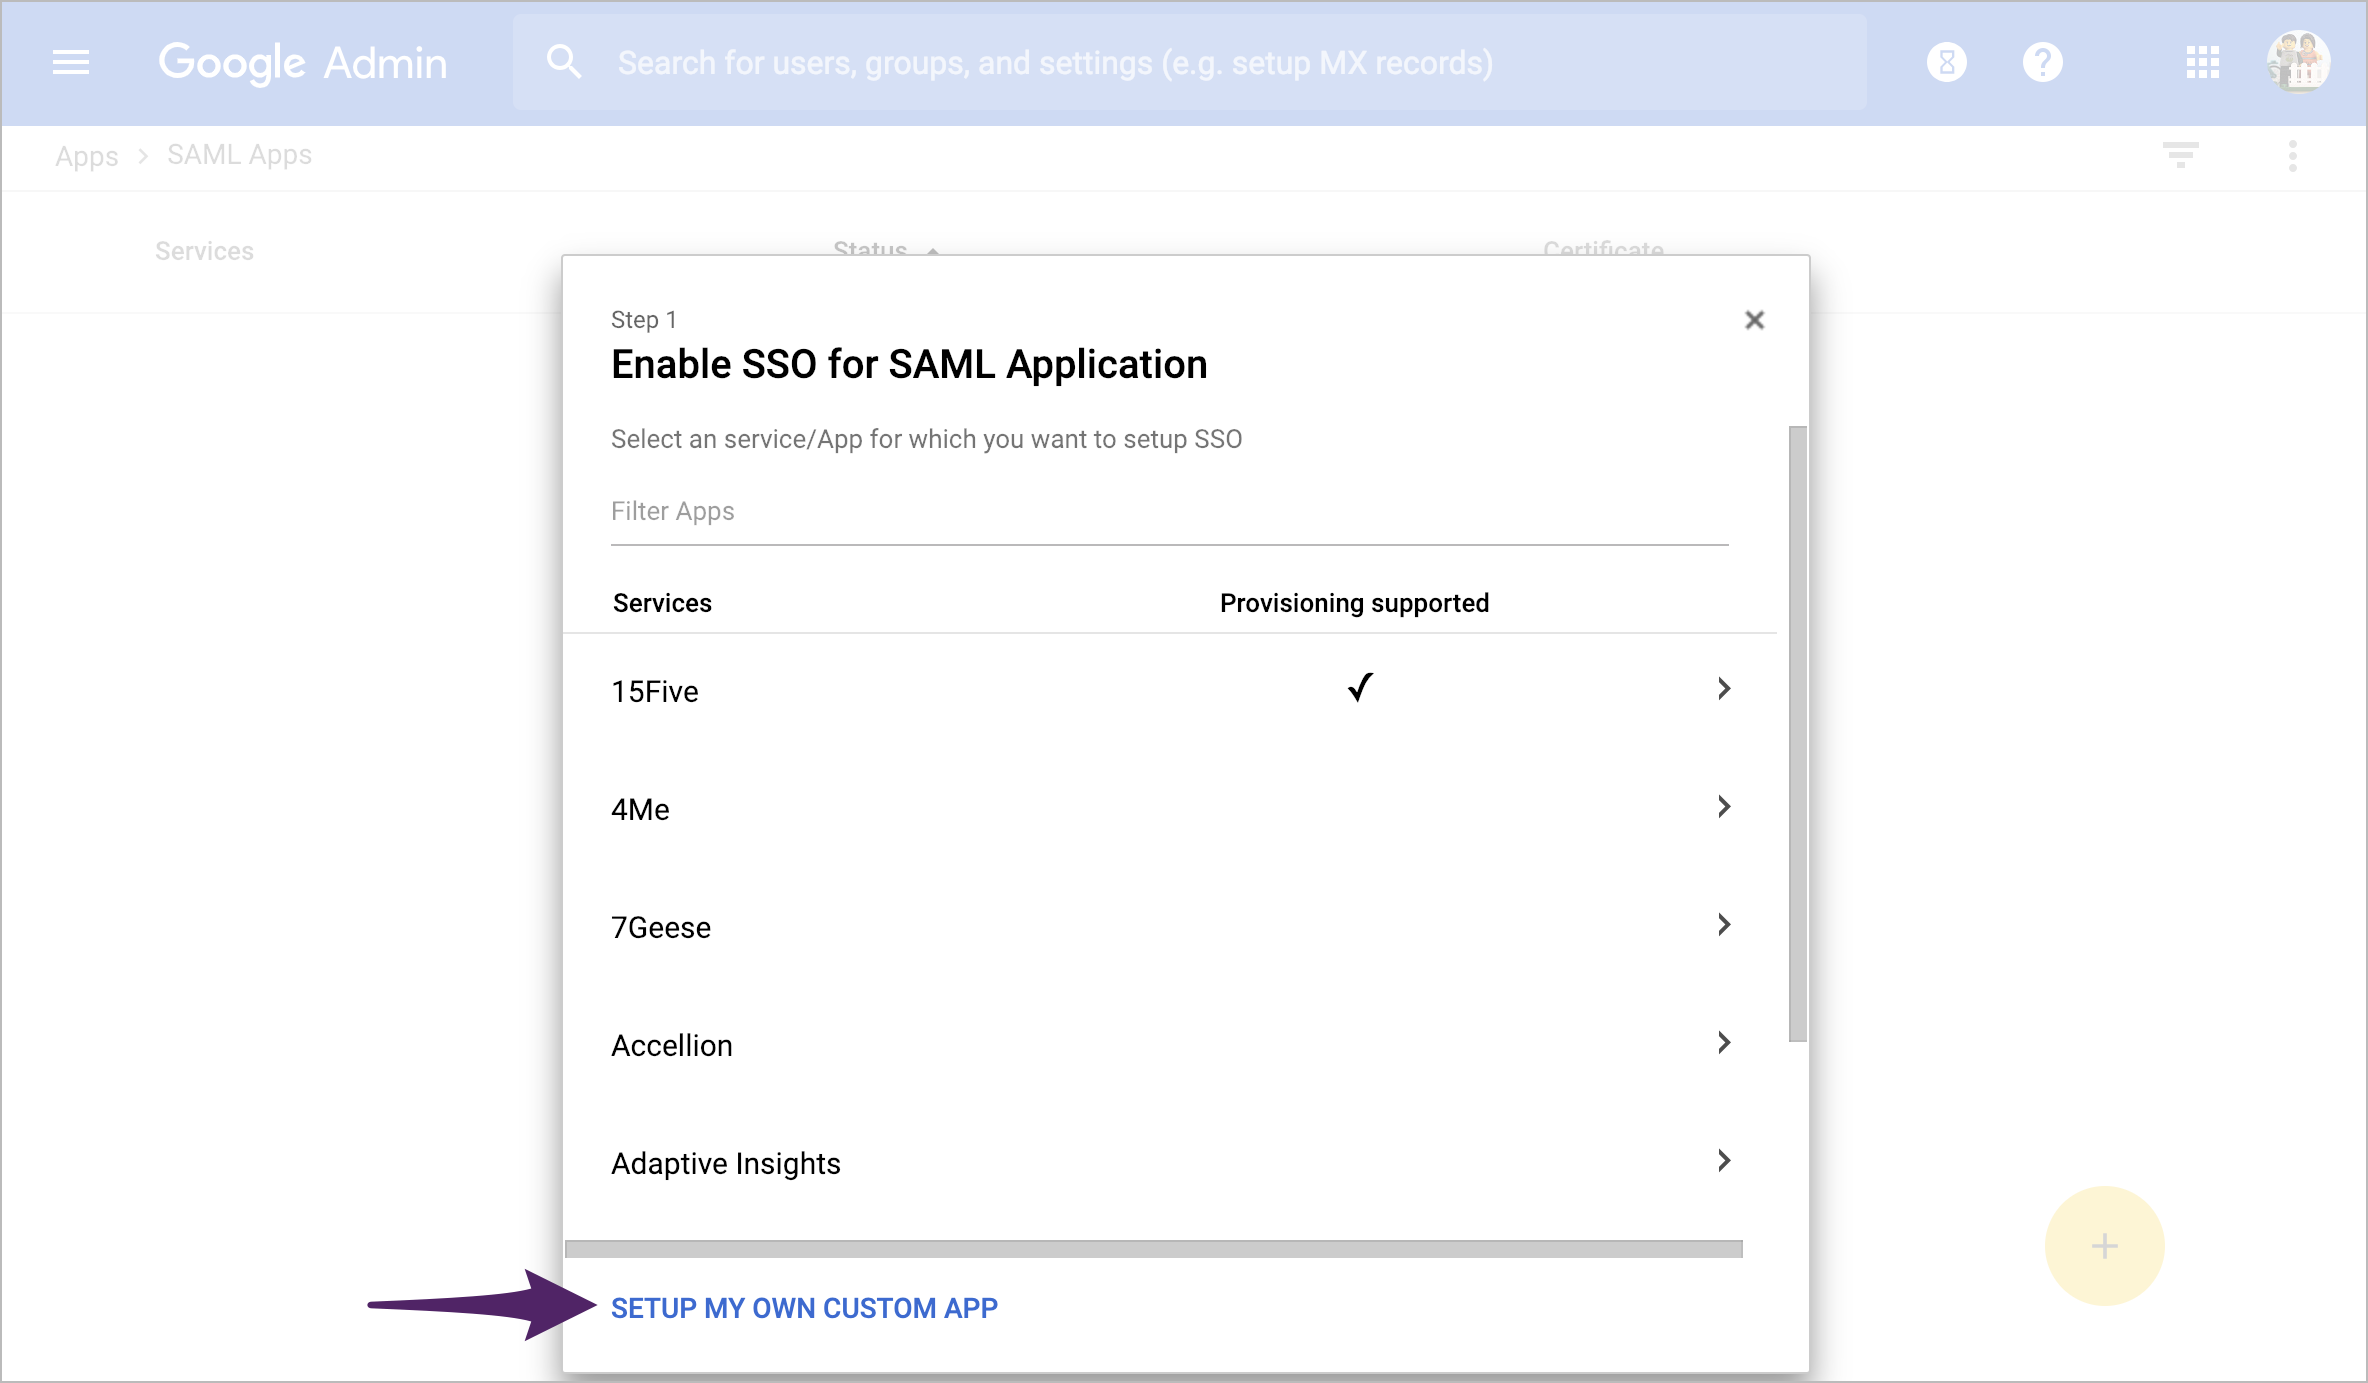 Google Admin
Search for users, groups, and settings (e.g. setup MX records)
Apps > SAML Apps
Services Status Certificate
Step 1
Enable SSO for SAML Application
Select an service/App for which you want to setup SSO
Filter Apps
Services Provisioning supported
15Five ✓
4Me
7Geese
Accellion
Adaptive Insights
SETUP MY OWN CUSTOM APP